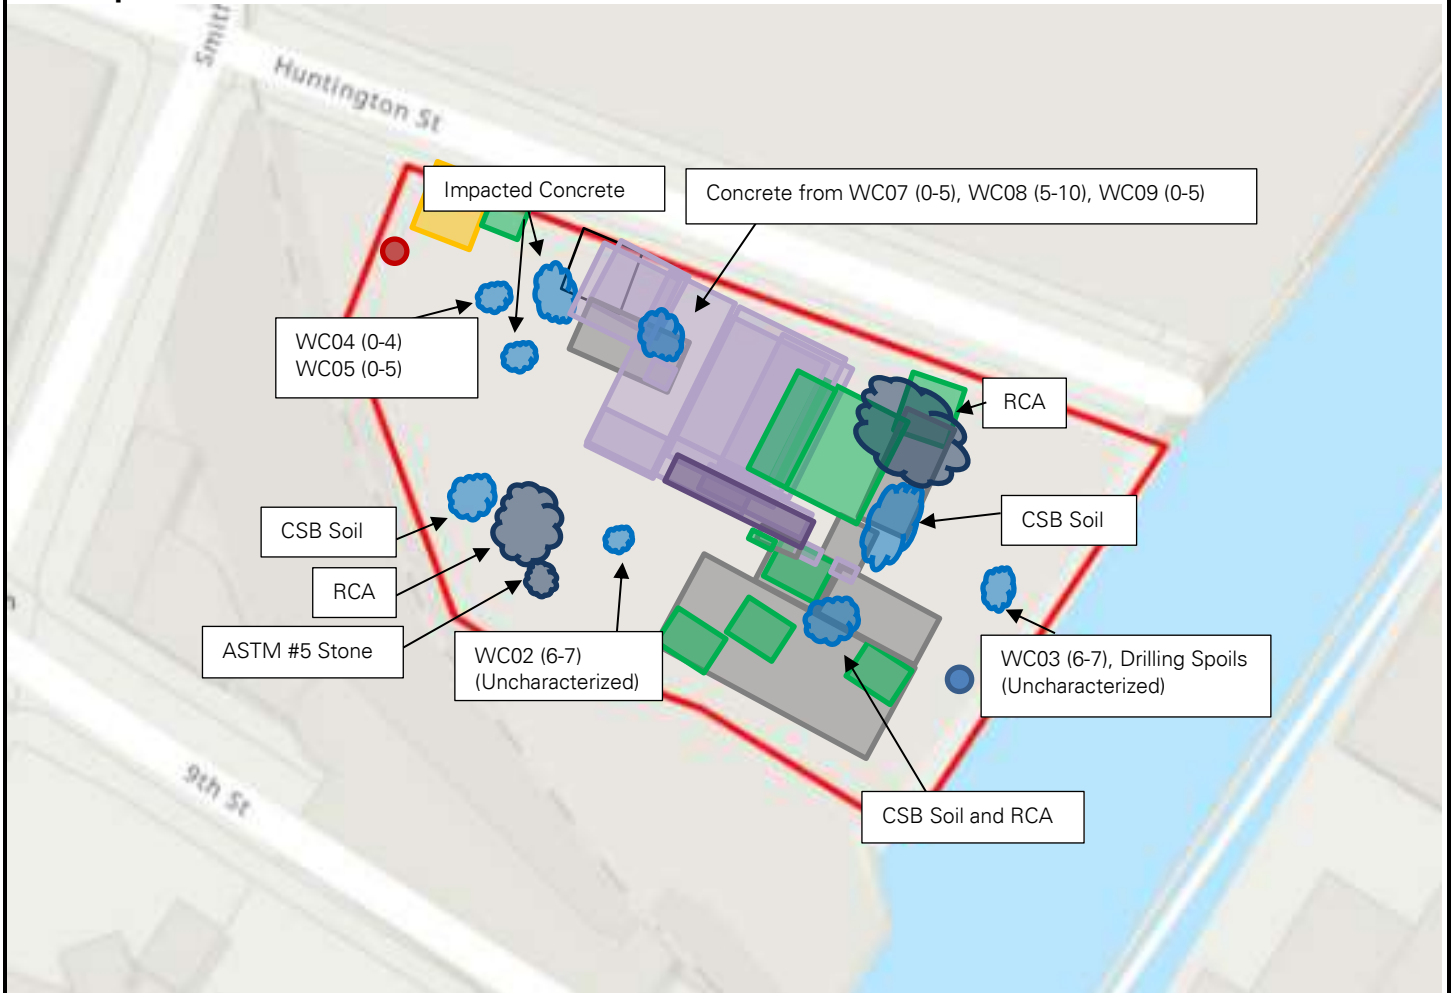 Smith
Huntington St
Impacted Concrete
Concrete from WC07 (0-5), WC08 (5-10), WC09 (0-5)
WC04 (0-4)
WC05 (0-5)
RCA
CSB Soil
CSB Soil
RCA
ASTM #5 Stone
WC02 (6-7)
(Uncharacterized)
WC03 (6-7), Drilling Spoils
(Uncharacterized)
CSB Soil and RCA
9th St